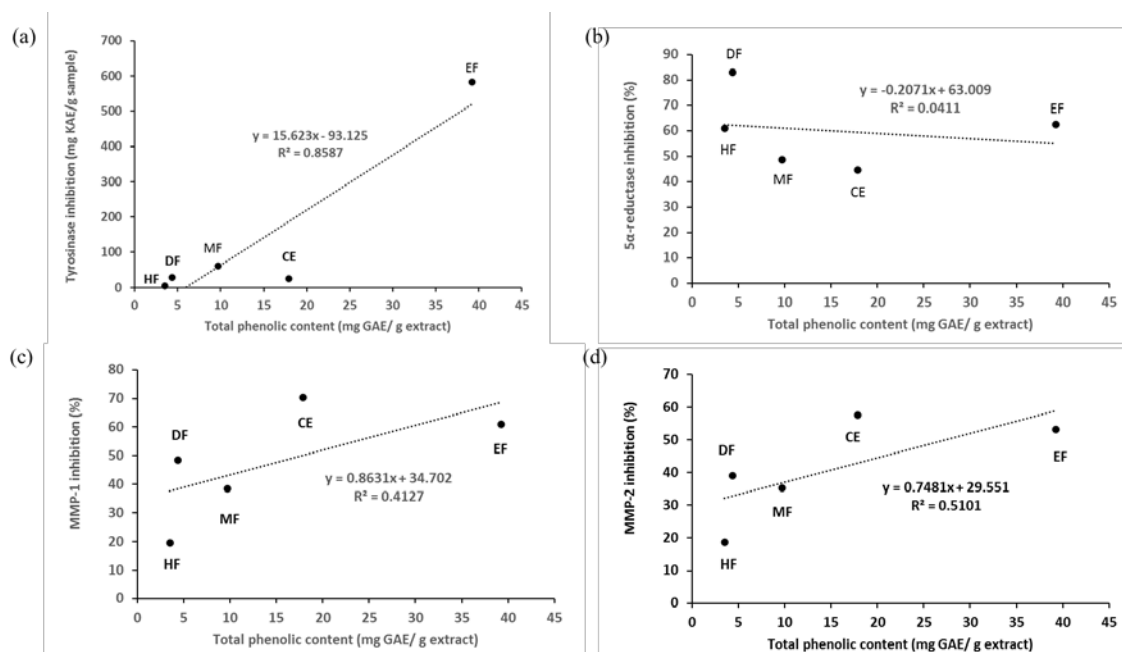 (a)
Tyrosinase inhibition (mg KAE/g sample)
700
600
500
400
300
200
100
0
EF
y = 15.623x - 93.125
R² = 0.8587
MF
CE
DF
HF
0 5 10 15 20 25 30 35 40 45
Total phenolic content (mg GAE/ g extract)
(b)
5α-reductase inhibition (%)
90
80
70
60
50
40
30
20
10
0
DF
y = -0.2071x + 63.009
R² = 0.0411
EF
HF
MF
CE
0 5 10 15 20 25 30 35 40 45
Total phenolic content (mg GAE/ g extract)
(c)
MMP-1 inhibition (%)
80
70
60
50
40
30
20
10
0
CE
DF
EF
y = 0.8631x + 34.702
R² = 0.4127
MF
HF
0 5 10 15 20 25 30 35 40 45
Total phenolic content (mg GAE/ g extract)
(d)
MMP-2 inhibition (%)
70
60
50
40
30
20
10
0
CE
DF
EF
y = 0.7481x + 29.551
R² = 0.5101
MF
HF
0 5 10 15 20 25 30 35 40 45
Total phenolic content (mg GAE/ g extract)